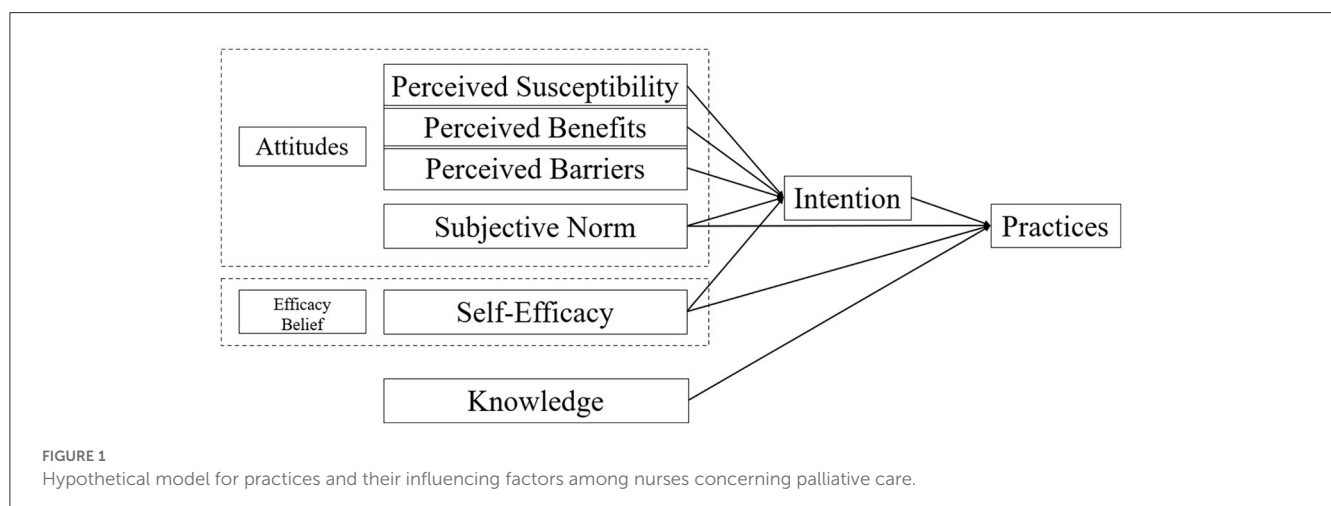 Perceived Susceptibility
Attitudes
Perceived Benefits
Perceived Barriers
Subjective Norm
Intention
Practices
Efficacy
Belief
Self-Efficacy
Knowledge
FIGURE 1
Hypothetical model for practices and their influencing factors among nurses concerning palliative care.